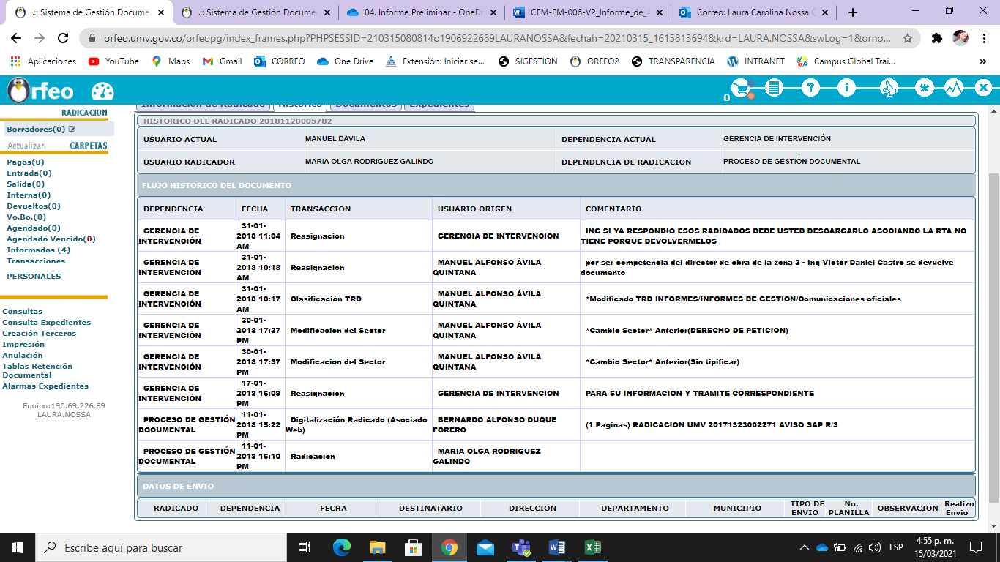 .:: Sistema de Gestión Documen
.:: Sistema de Gestión Documen
04. Informe Preliminar - OneDr
CEM-FM-006-V2_Informe_de_A
Correo: Laura Carolina Nossa G
orfeo.umv.gov.co/orfeopg/index_frames.php?PHPSESSID=210315080814o1906922689LAURANOSSA&fechah=20210315_1615813694&krd=LAURA.NOSSA&swLog=1&orno...
Aplicaciones YouTube Maps Gmail CORREO One Drive Extensión: Iniciar se... SIGESTIÓN ORFEO2 TRANSPARENCIA INTRANET Campus Global Trai... »
Orfeo
0
RADICACION
Borradores(0)
Actualizar CARPETAS
Pagos(0)
Entrada(0)
Salida(0)
Interna(0)
Devueltos(0)
Vo.Bo.(0)
Agendado(0)
Agendado Vencido(0)
Informados (4)
Transacciones
PERSONALES
Consultas
Consulta Expedientes
Creación Terceros
Impresión
Anulación
Tablas Retención
Documental
Alarmas Expedientes
Equipo:190.69.226.89
LAURA.NOSSA
Información de Radicado Histórico Documentos Expedientes
HISTORICO DEL RADICADO 20181120005782
USUARIO ACTUAL MANUEL DAVILA DEPENDENCIA ACTUAL GERENCIA DE INTERVENCIÓN
USUARIO RADICADOR MARIA OLGA RODRIGUEZ GALINDO DEPENDENCIA DE RADICACION PROCESO DE GESTIÓN DOCUMENTAL
FLUJO HISTORICO DEL DOCUMENTO
DEPENDENCIA FECHA TRANSACCION USUARIO ORIGEN COMENTARIO
GERENCIA DE
INTERVENCIÓN
31-01-
2018 11:04
AM
Reasignacion
GERENCIA DE INTERVENCION
ING SI YA RESPONDIO ESOS RADICADOS DEBE USTED DESCARGARLO ASOCIANDO LA RTA NO
TIENE PORQUE DEVOLVERMELOS
GERENCIA DE
INTERVENCIÓN
31-01-
2018 10:18
AM
Reasignacion
MANUEL ALFONSO ÁVILA
QUINTANA
por ser competencia del director de obra de la zona 3 - Ing VIctor Daniel Castro se devuelve
documento
GERENCIA DE
INTERVENCIÓN
31-01-
2018 10:17
AM
Clasificación TRD
MANUEL ALFONSO ÁVILA
QUINTANA
*Modificado TRD INFORMES/INFORMES DE GESTION/Comunicaciones oficiales
GERENCIA DE
INTERVENCIÓN
30-01-
2018 17:37
PM
Modificacion del Sector
MANUEL ALFONSO ÁVILA
QUINTANA
*Cambio Sector* Anterior(DERECHO DE PETICION)
GERENCIA DE
INTERVENCIÓN
30-01-
2018 17:37
PM
Modificacion del Sector
MANUEL ALFONSO ÁVILA
QUINTANA
*Cambio Sector* Anterior(Sin tipificar)
GERENCIA DE
INTERVENCIÓN
17-01-
2018 16:09
PM
Reasignacion
GERENCIA DE INTERVENCION
PARA SU INFORMACION Y TRAMITE CORRESPONDIENTE
PROCESO DE GESTIÓN
DOCUMENTAL
11-01-
2018 15:22
PM
Digitalización Radicado (Asociado
Web)
BERNARDO ALFONSO DUQUE
FORERO
(1 Paginas) RADICACION UMV 20171323002271 AVISO SAP R/3
PROCESO DE GESTIÓN
DOCUMENTAL
11-01-
2018 15:10
PM
Radicacion
MARIA OLGA RODRIGUEZ
GALINDO
DATOS DE ENVIO
RADICADO DEPENDENCIA FECHA DESTINATARIO DIRECCION DEPARTAMENTO MUNICIPIO
TIPO DE
ENVIO
No.
PLANILLA
OBSERVACION
Realizo
Envio
Escribe aquí para buscar
ESP
4:55 p. m.
15/03/2021